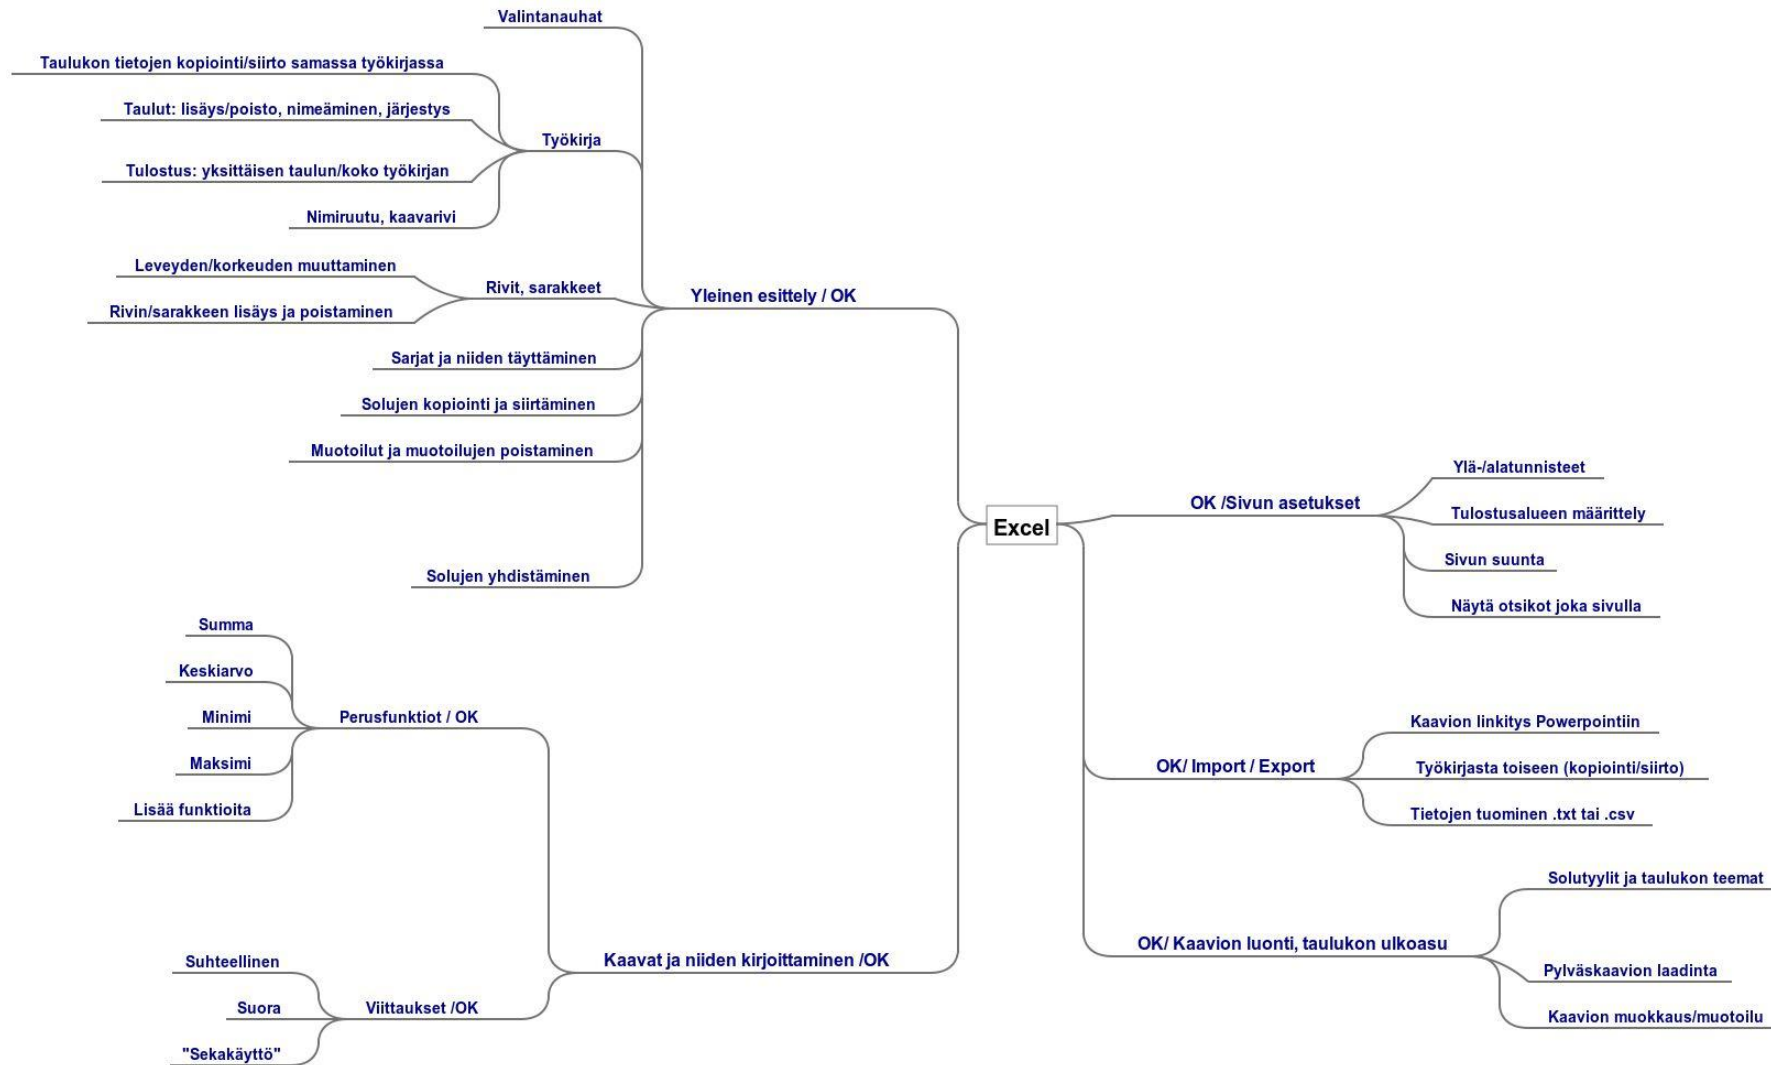 Valintanauhat
Taulukon tietojen kopiointi/siirto samassa työkirjassa
Taulut: lisäys/poisto, nimeäminen, järjestys
Työkirja
Tulostus: yksittäisen taulun/koko työkirjan
Nimiruutu, kaavarivi
Leveyden/korkeuden muuttaminen
Rivit, sarakkeet
Rivin/sarakkeen lisäys ja poistaminen
Yleinen esittely / OK
Sarjat ja niiden täyttäminen
Solujen kopiointi ja siirtäminen
Muotoilut ja muotoilujen poistaminen
Solujen yhdistäminen
Summa
Keskiarvo
Minimi
Perusfunktiot / OK
Maksimi
Lisää funktioita
Kaavat ja niiden kirjoittaminen /OK
Suhteellinen
Suora
Viittaukset /OK
"Sekakäyttö"
Excel
OK /Sivun asetukset
Ylä-/alatunnisteet
Tulostusalueen määrittely
Sivun suunta
Näytä otsikot joka sivulla
OK/ Import / Export
Kaavion linkitys Powerpointiin
Työkirjasta toiseen (kopiointi/siirto)
Tietojen tuominen .txt tai .csv
OK/ Kaavion luonti, taulukon ulkoasu
Solutyylit ja taulukon teemat
Pylväskaavion laadinta
Kaavion muokkaus/muotoilu